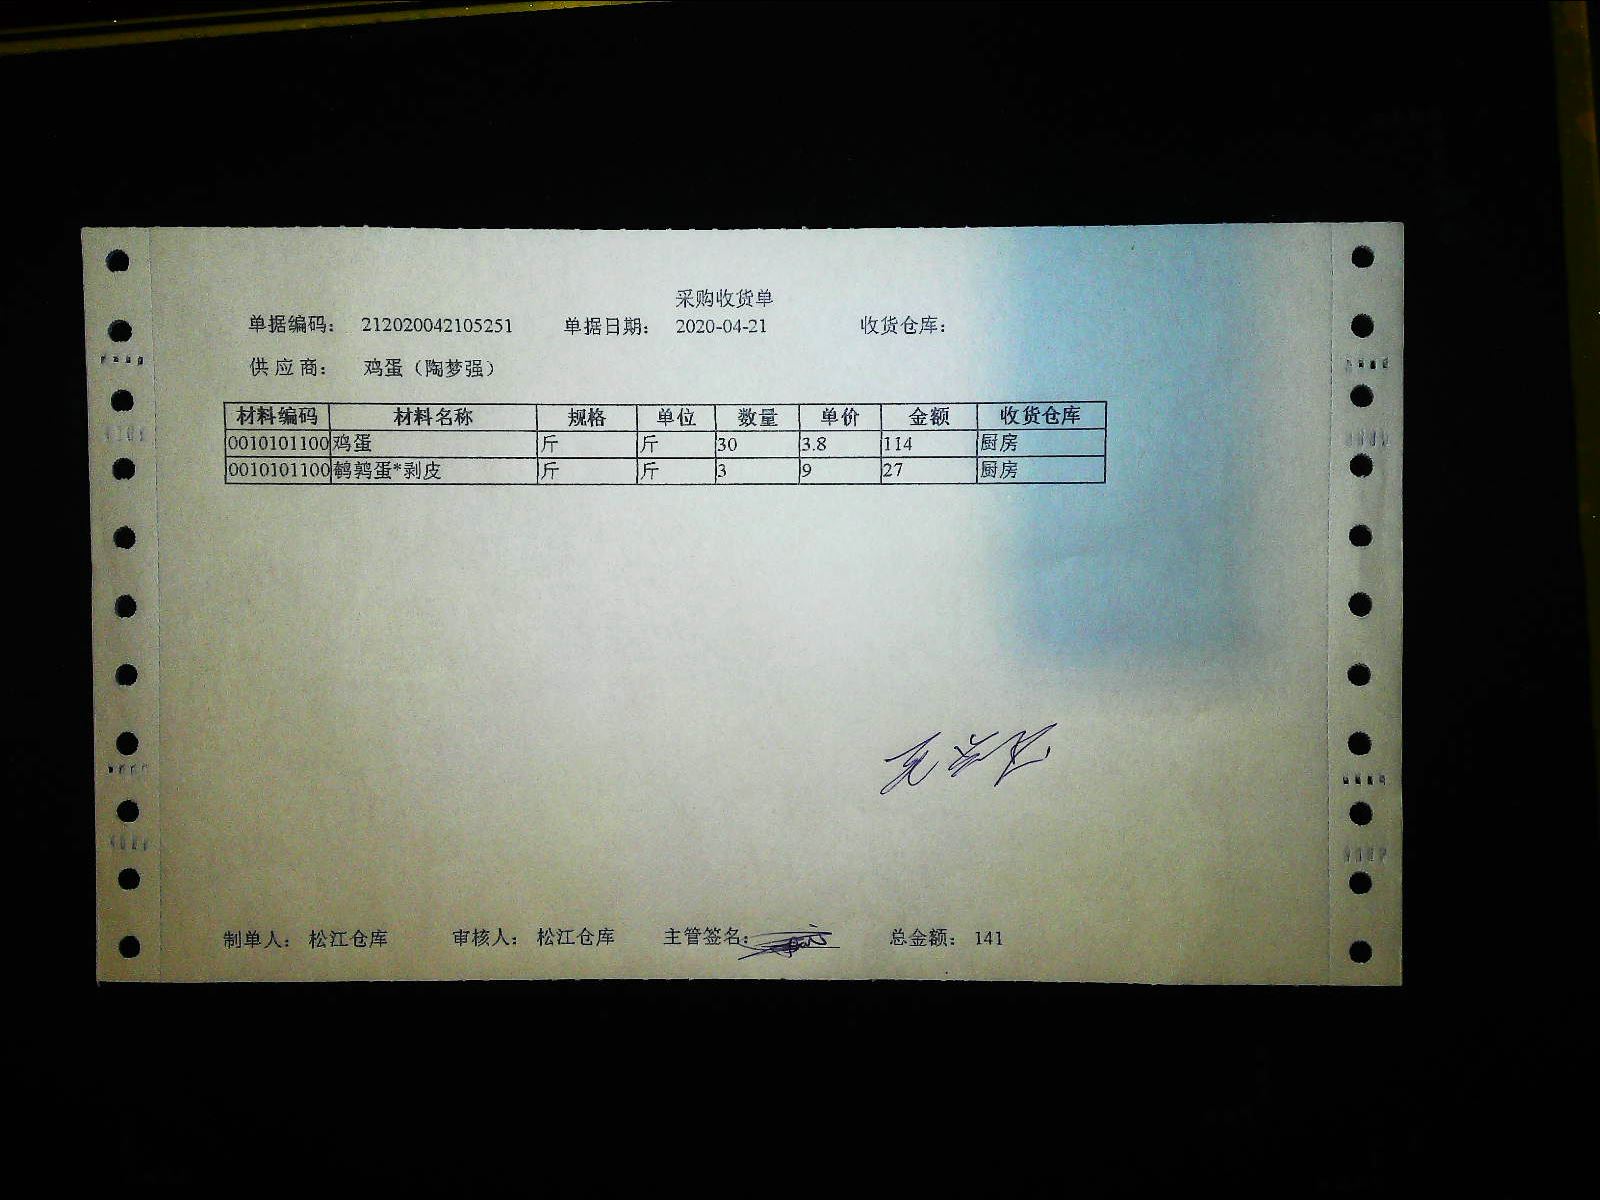 采购收货单
单据编码： 212020042105251 单据日期： 2020-04-21 收货仓库：
供 应 商： 鸡蛋（陶梦强）
材料编码 材料名称 规格 单位 数量 单价 金额 收货仓库
0010101100 鸡蛋 斤 斤 30 3.8 114 厨房
0010101100 鹌鹑蛋*剥皮 斤 斤 3 9 27 厨房
制单人： 松江仓库 审核人： 松江仓库 主管签名： 总金额： 141